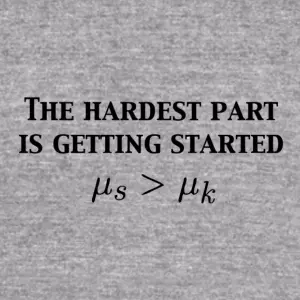 THE HARDEST PART
IS GETTING STARTED
μₛ > μₖ